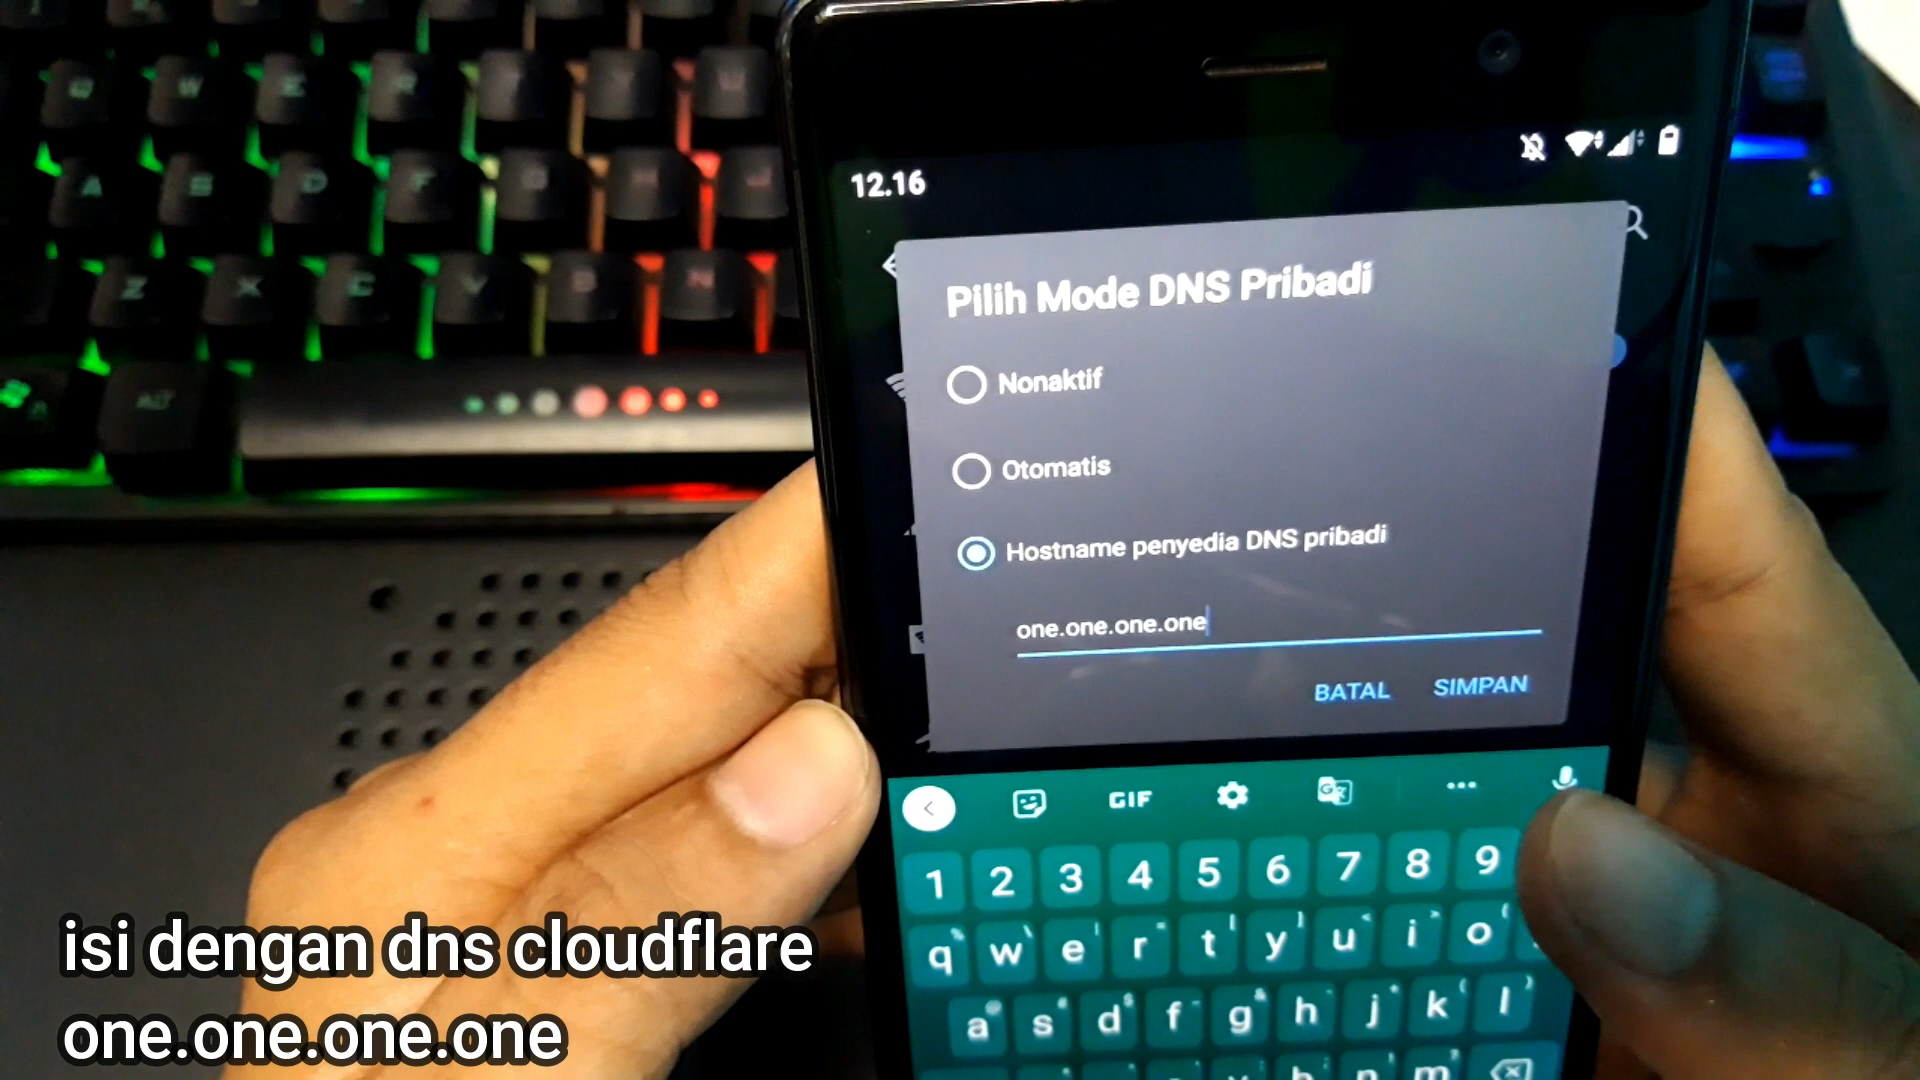 12.16
Pilih Mode DNS Pribadi
Nonaktif
Otomatis
Hostname penyedia DNS pribadi
one.one.one.one
BATAL SIMPAN
GIF
1 2 3 4 5 6 7 8 9
q w e r t y u i o
a s d f g h j k l
v b n m
Q W E R T Y U
A S D F G H J
Z X C V B N
ALT
isi dengan dns cloudflare
one.one.one.one